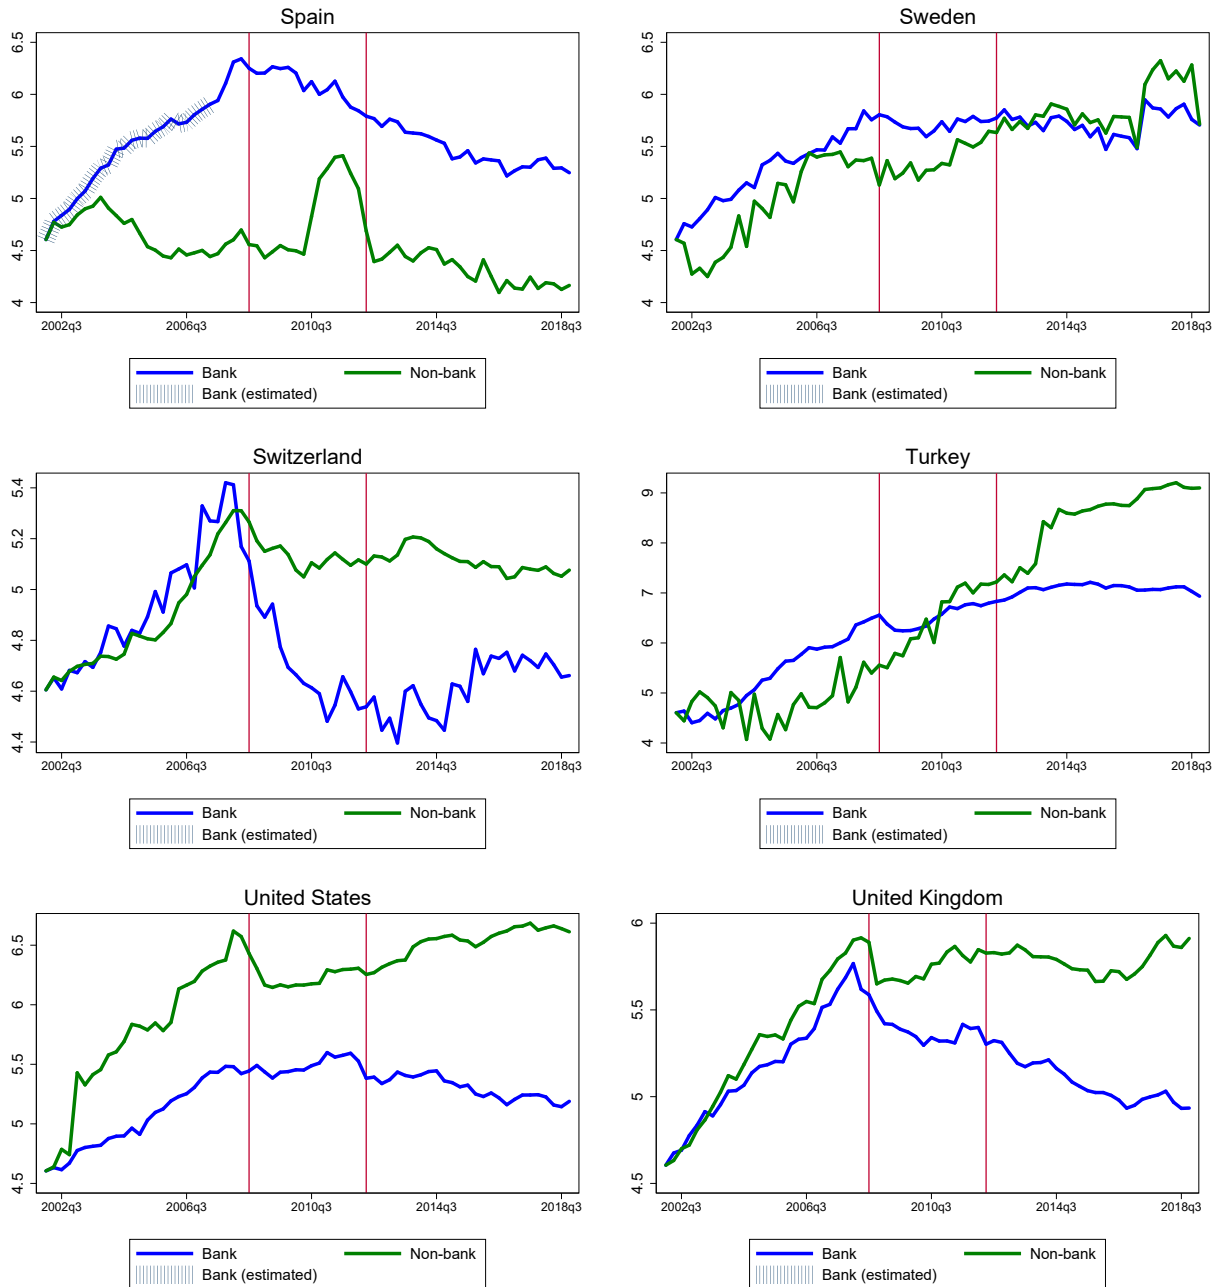 Spain
6.5
6
5.5
5
4.5
4
2002q3 2006q3 2010q3 2014q3 2018q3
Bank Non-bank
Bank (estimated)
Sweden
6.5
6
5.5
5
4.5
4
2002q3 2006q3 2010q3 2014q3 2018q3
Bank Non-bank
Bank (estimated)
Switzerland
5.4
5.2
5
4.8
4.6
4.4
2002q3 2006q3 2010q3 2014q3 2018q3
Bank Non-bank
Bank (estimated)
Turkey
9
8
7
6
5
4
2002q3 2006q3 2010q3 2014q3 2018q3
Bank Non-bank
Bank (estimated)
United States
6.5
6
5.5
5
4.5
2002q3 2006q3 2010q3 2014q3 2018q3
Bank Non-bank
Bank (estimated)
United Kingdom
6
5.5
5
4.5
2002q3 2006q3 2010q3 2014q3 2018q3
Bank Non-bank
Bank (estimated)